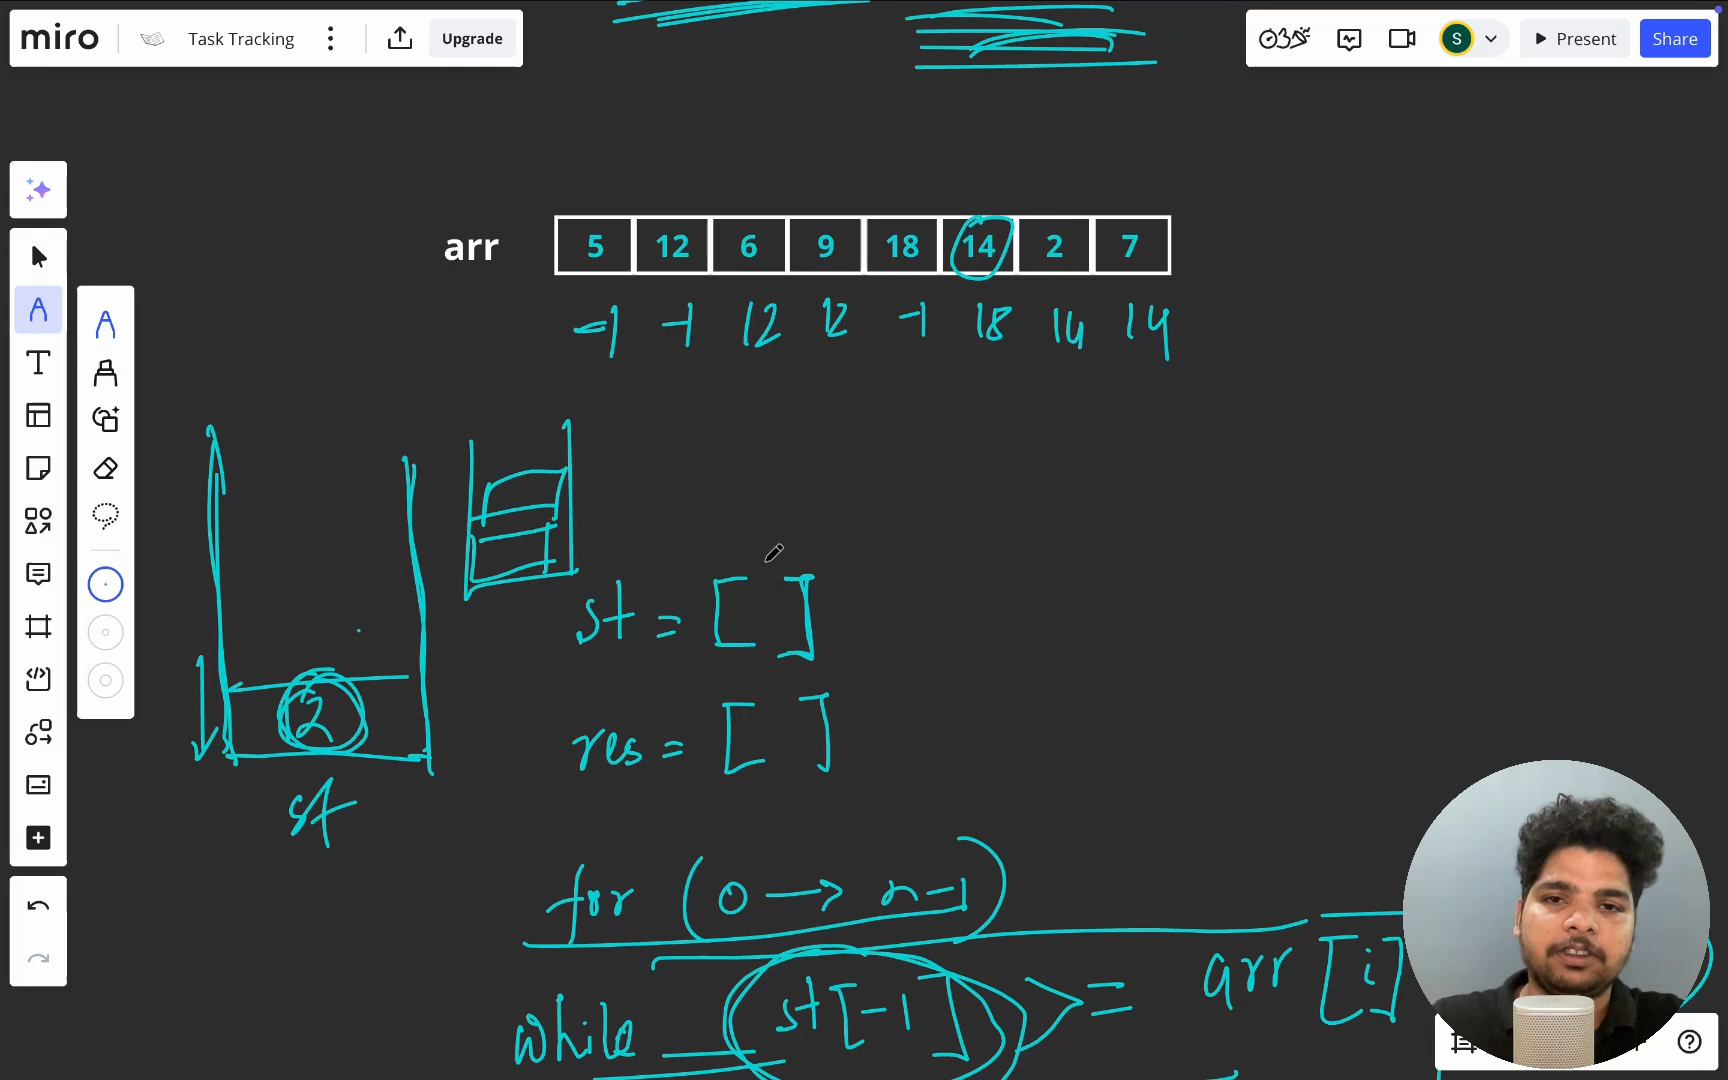 miro Task Tracking Upgrade S Present Share
arr 5 12 6 9 18 14 2 7
-1 -1 12 12 -1 18 14 14
T
st = [ ]
2
res = [ ]
st
for (0 → n-1)
while st[-1] >= arr[i]